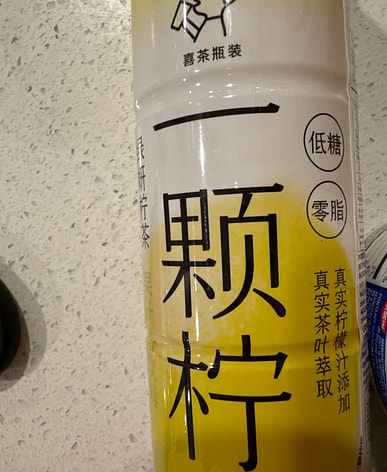 喜茶瓶装
一颗柠
低糖
零脂
真实柠檬汁添加
真实茶叶萃取